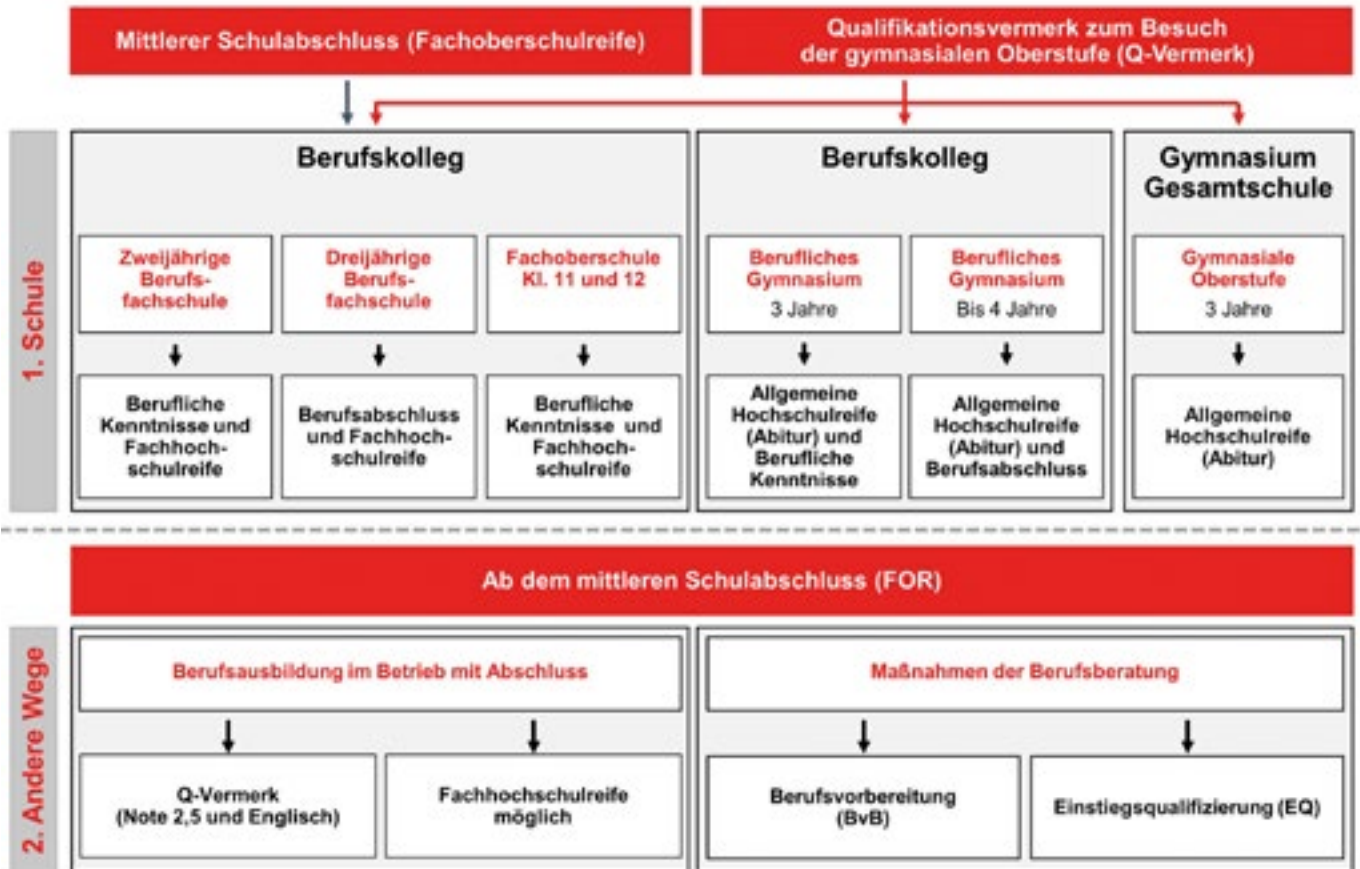 Mittlerer Schulabschluss (Fachoberschulreife)
Qualifikationsvermerk zum Besuch
der gymnasialen Oberstufe (Q-Vermerk)
1. Schule
Berufskolleg
Zweijährige
Berufs-
fachschule
Dreijährige
Berufs-
fachschule
Fachoberschule
Kl. 11 und 12
Berufliche
Kenntnisse und
Fachhoch-
schulreife
Berufsabschluss
und Fachhoch-
schulreife
Berufliche
Kenntnisse und
Fachhoch-
schulreife
Berufskolleg
Berufliches
Gymnasium
3 Jahre
Berufliches
Gymnasium
Bis 4 Jahre
Allgemeine
Hochschulreife
(Abitur) und
Berufliche
Kenntnisse
Allgemeine
Hochschulreife
(Abitur) und
Berufsabschluss
Gymnasium
Gesamtschule
Gymnasiale
Oberstufe
3 Jahre
Allgemeine
Hochschulreife
(Abitur)
Ab dem mittleren Schulabschluss (FOR)
2. Andere Wege
Berufsausbildung im Betrieb mit Abschluss
Q-Vermerk
(Note 2,5 und Englisch)
Fachhochschulreife
möglich
Maßnahmen der Berufsberatung
Berufsvorbereitung
(BvB)
Einstiegsqualifizierung (EQ)